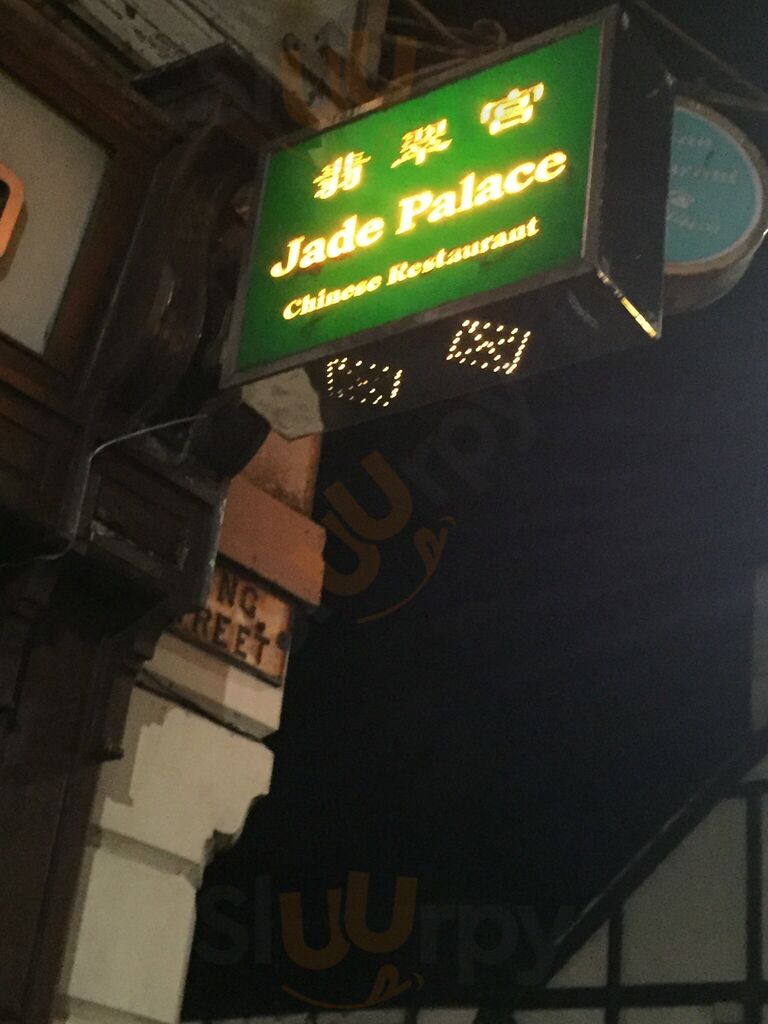 翡翠宮
Jade Palace
Chinese Restaurant
NG
REET
sluurpy
sluurpy